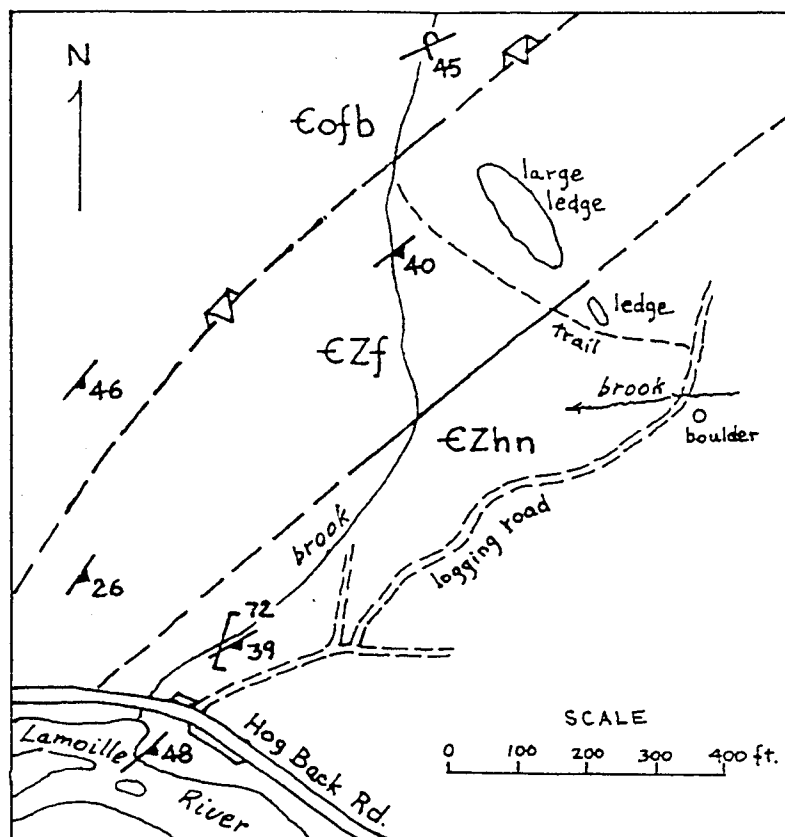 N
45
Ꞓofb
large
ledge
40
ledge
trail
ꞒZf
46
brook
boulder
ꞒZhn
logging road
brook
26
72
39
SCALE
0 100 200 300 400 ft.
Hog Back Rd.
48
Lamoille
River